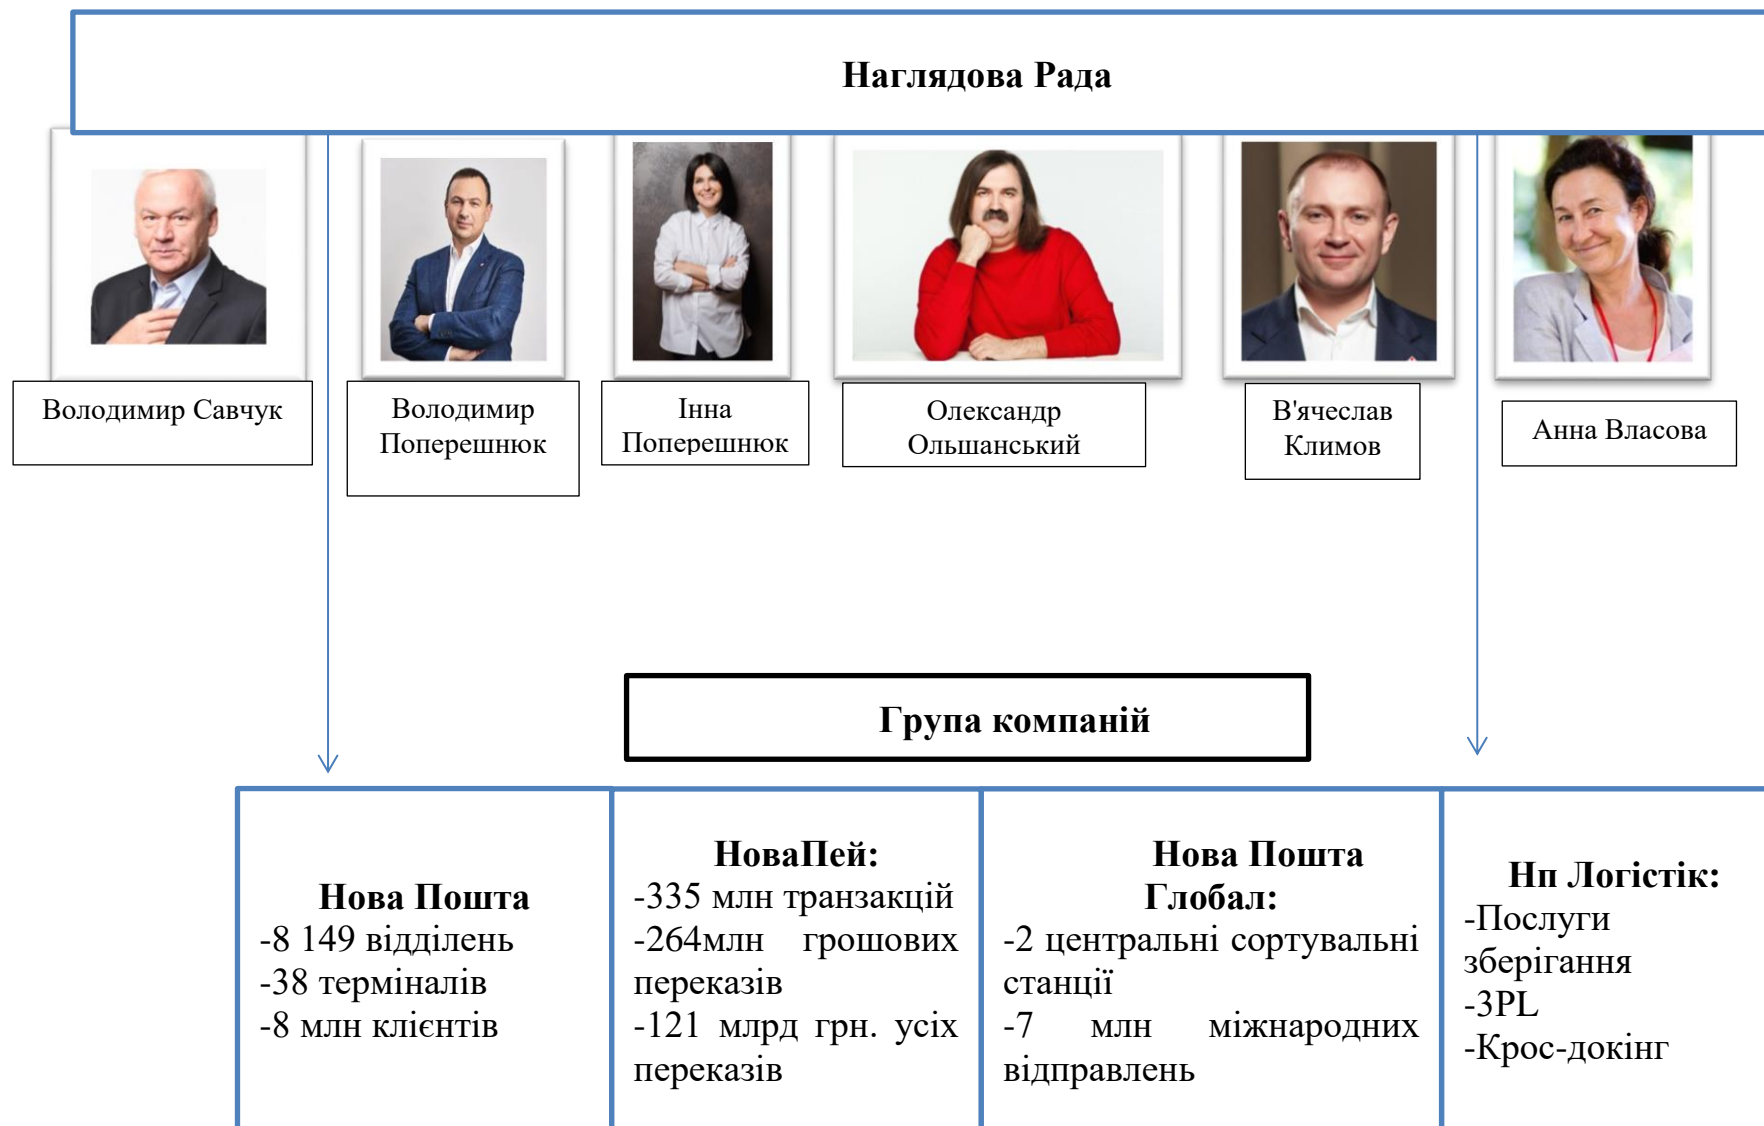 Наглядова Рада
Володимир Савчук
Володимир
Поперешнюк
Інна
Поперешнюк
Олександр
Ольшанський
В'ячеслав
Климов
Анна Власова
Група компаній
Нова Пошта
-8 149 відділень
-38 терміналів
-8 млн клієнтів
НоваПей:
-335 млн транзакцій
-264млн грошових
переказів
-121 млрд грн. усіх
переказів
Нова Пошта
Глобал:
-2 центральні сортувальні
станції
-7 млн міжнародних
відправлень
Нп Логістік:
-Послуги
зберігання
-3PL
-Крос-докінг